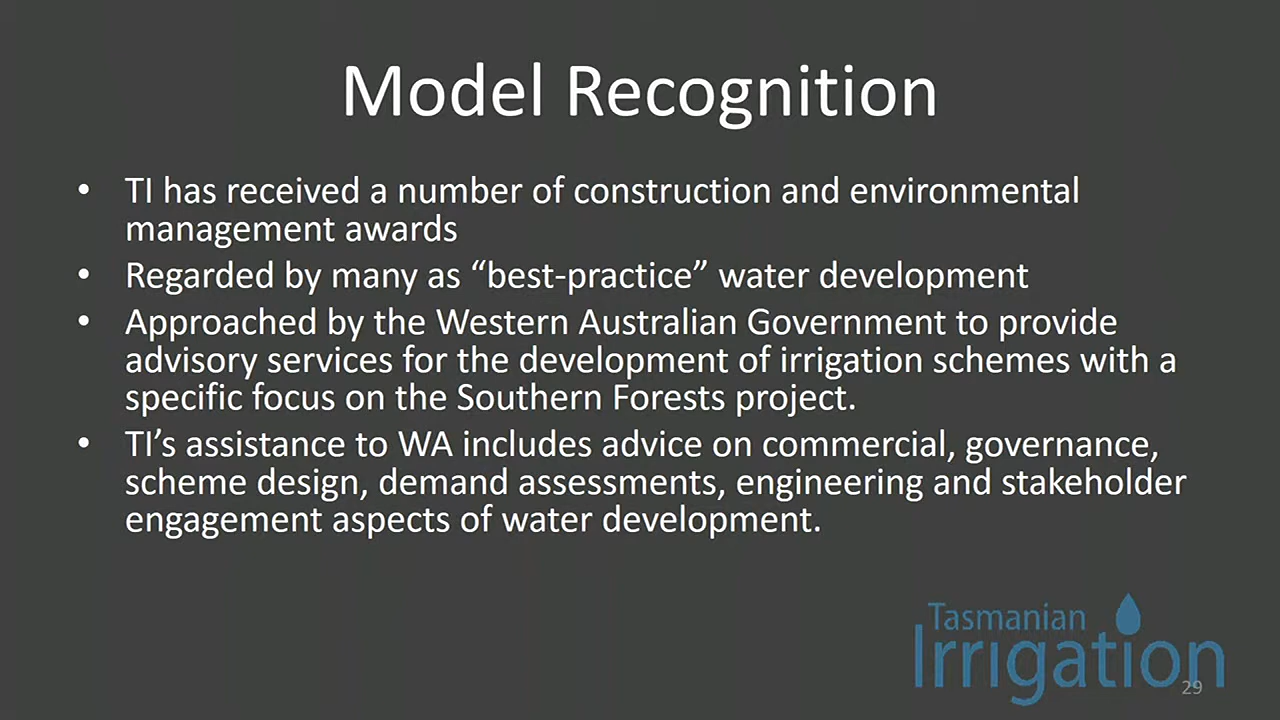 Model Recognition
• TI has received a number of construction and environmental
management awards
• Regarded by many as “best-practice” water development
• Approached by the Western Australian Government to provide
advisory services for the development of irrigation schemes with a
specific focus on the Southern Forests project.
• TI’s assistance to WA includes advice on commercial, governance,
scheme design, demand assessments, engineering and stakeholder
engagement aspects of water development.
Tasmanian
Irrigation
29